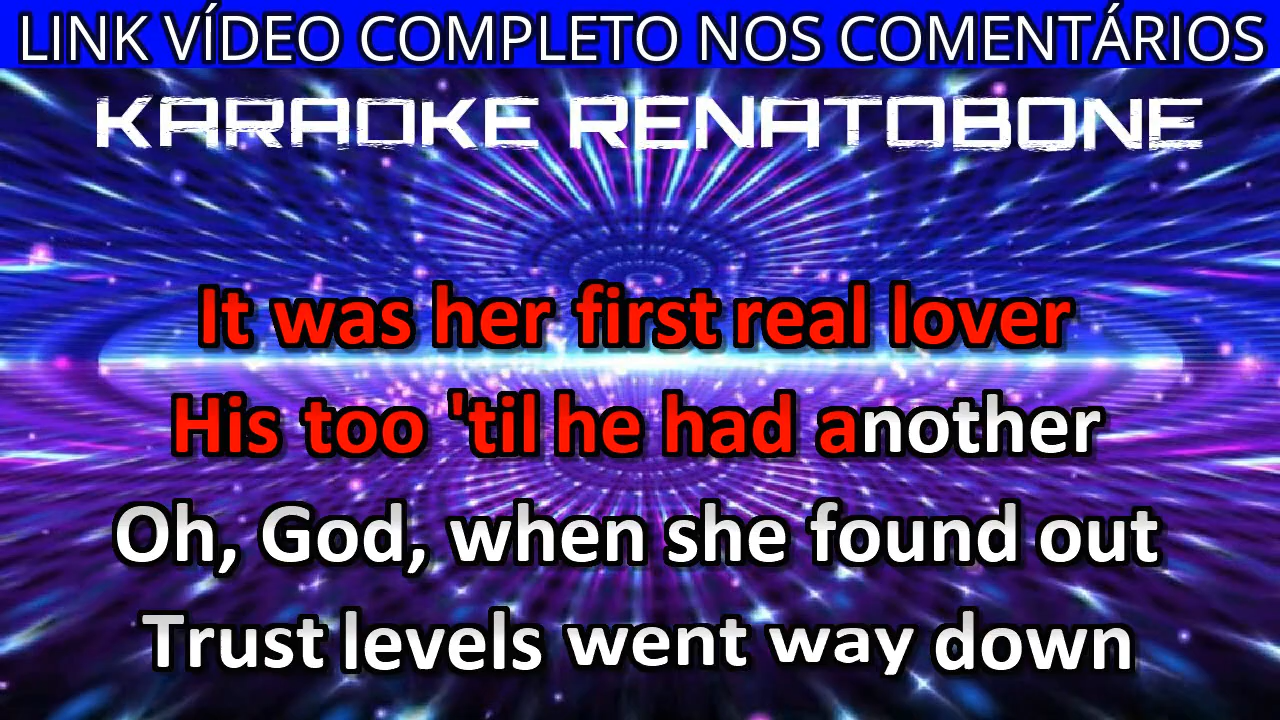 LINK VÍDEO COMPLETO NOS COMENTÁRIOS
KARAOKE RENATOBONE
It was her first real lover
His too 'til he had another
Oh, God, when she found out
Trust levels went way down